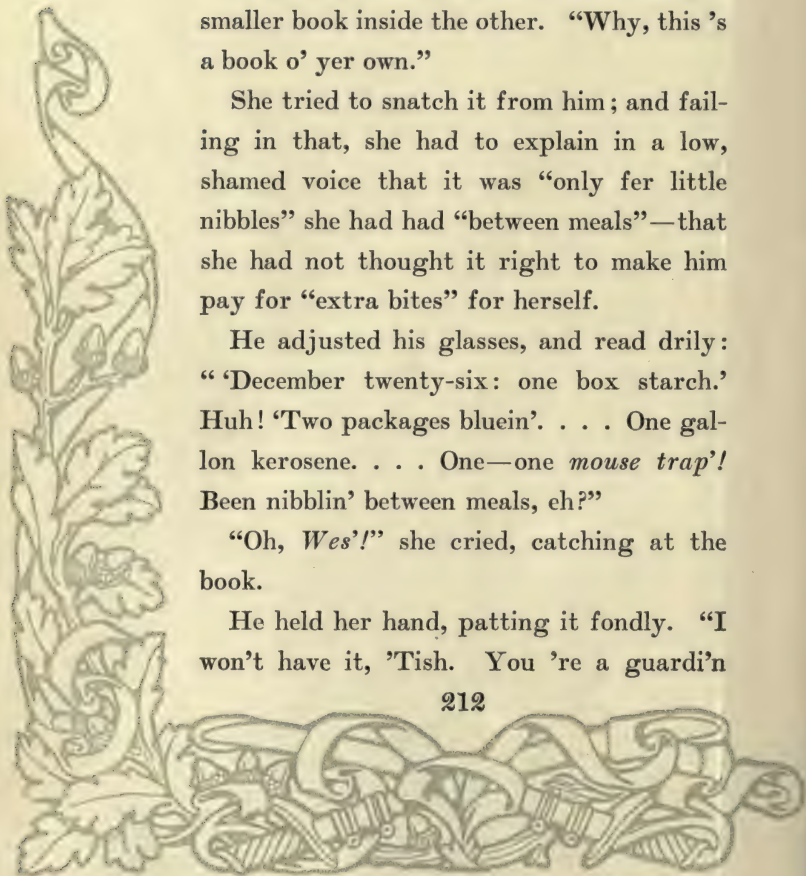 smaller book inside the other. “Why, this ’s
a book o’ yer own.”
She tried to snatch it from him; and fail-
ing in that, she had to explain in a low,
shamed voice that it was “only fer little
nibbles” she had had “between meals”—that
she had not thought it right to make him
pay for “extra bites” for herself.
He adjusted his glasses, and read drily:
“ ‘December twenty-six: one box starch.’
Huh! ‘Two packages bluein’. . . . One gal-
lon kerosene. . . . One—one mouse trap’!
Been nibblin’ between meals, eh?”
“Oh, Wes’!” she cried, catching at the
book.
He held her hand, patting it fondly. “I
won’t have it, ’Tish. You ’re a guardi’n
212